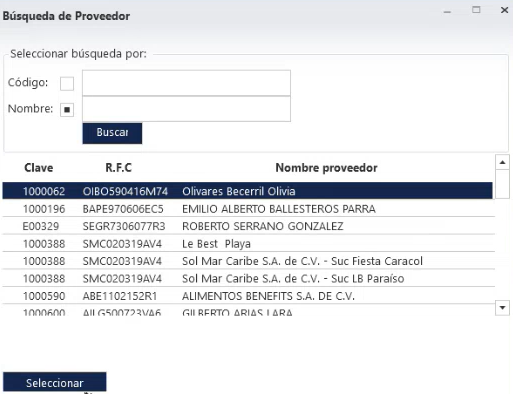 Búsqueda de Proveedor
Seleccionar búsqueda por:
Código:
Nombre:
Buscar
Clave R.F.C Nombre proveedor
1000062 OIBO590416M74 Olivares Becerril Olivia
1000196 BAPE970606EC5 EMILIO ALBERTO BALLESTEROS PARRA
E00329 SEGR7306077R3 ROBERTO SERRANO GONZALEZ
1000388 SMC020319AV4 Le Best Playa
1000388 SMC020319AV4 Sol Mar Caribe S.A. de C.V. - Suc Fiesta Caracol
1000388 SMC020319AV4 Sol Mar Caribe S.A. de C.V. - Suc LB Paraíso
1000590 ABE1102152R1 ALIMENTOS BENEFITS S.A. DE C.V.
1000600 AILG500723VA6 GILBERTO ARIAS LARA
Seleccionar